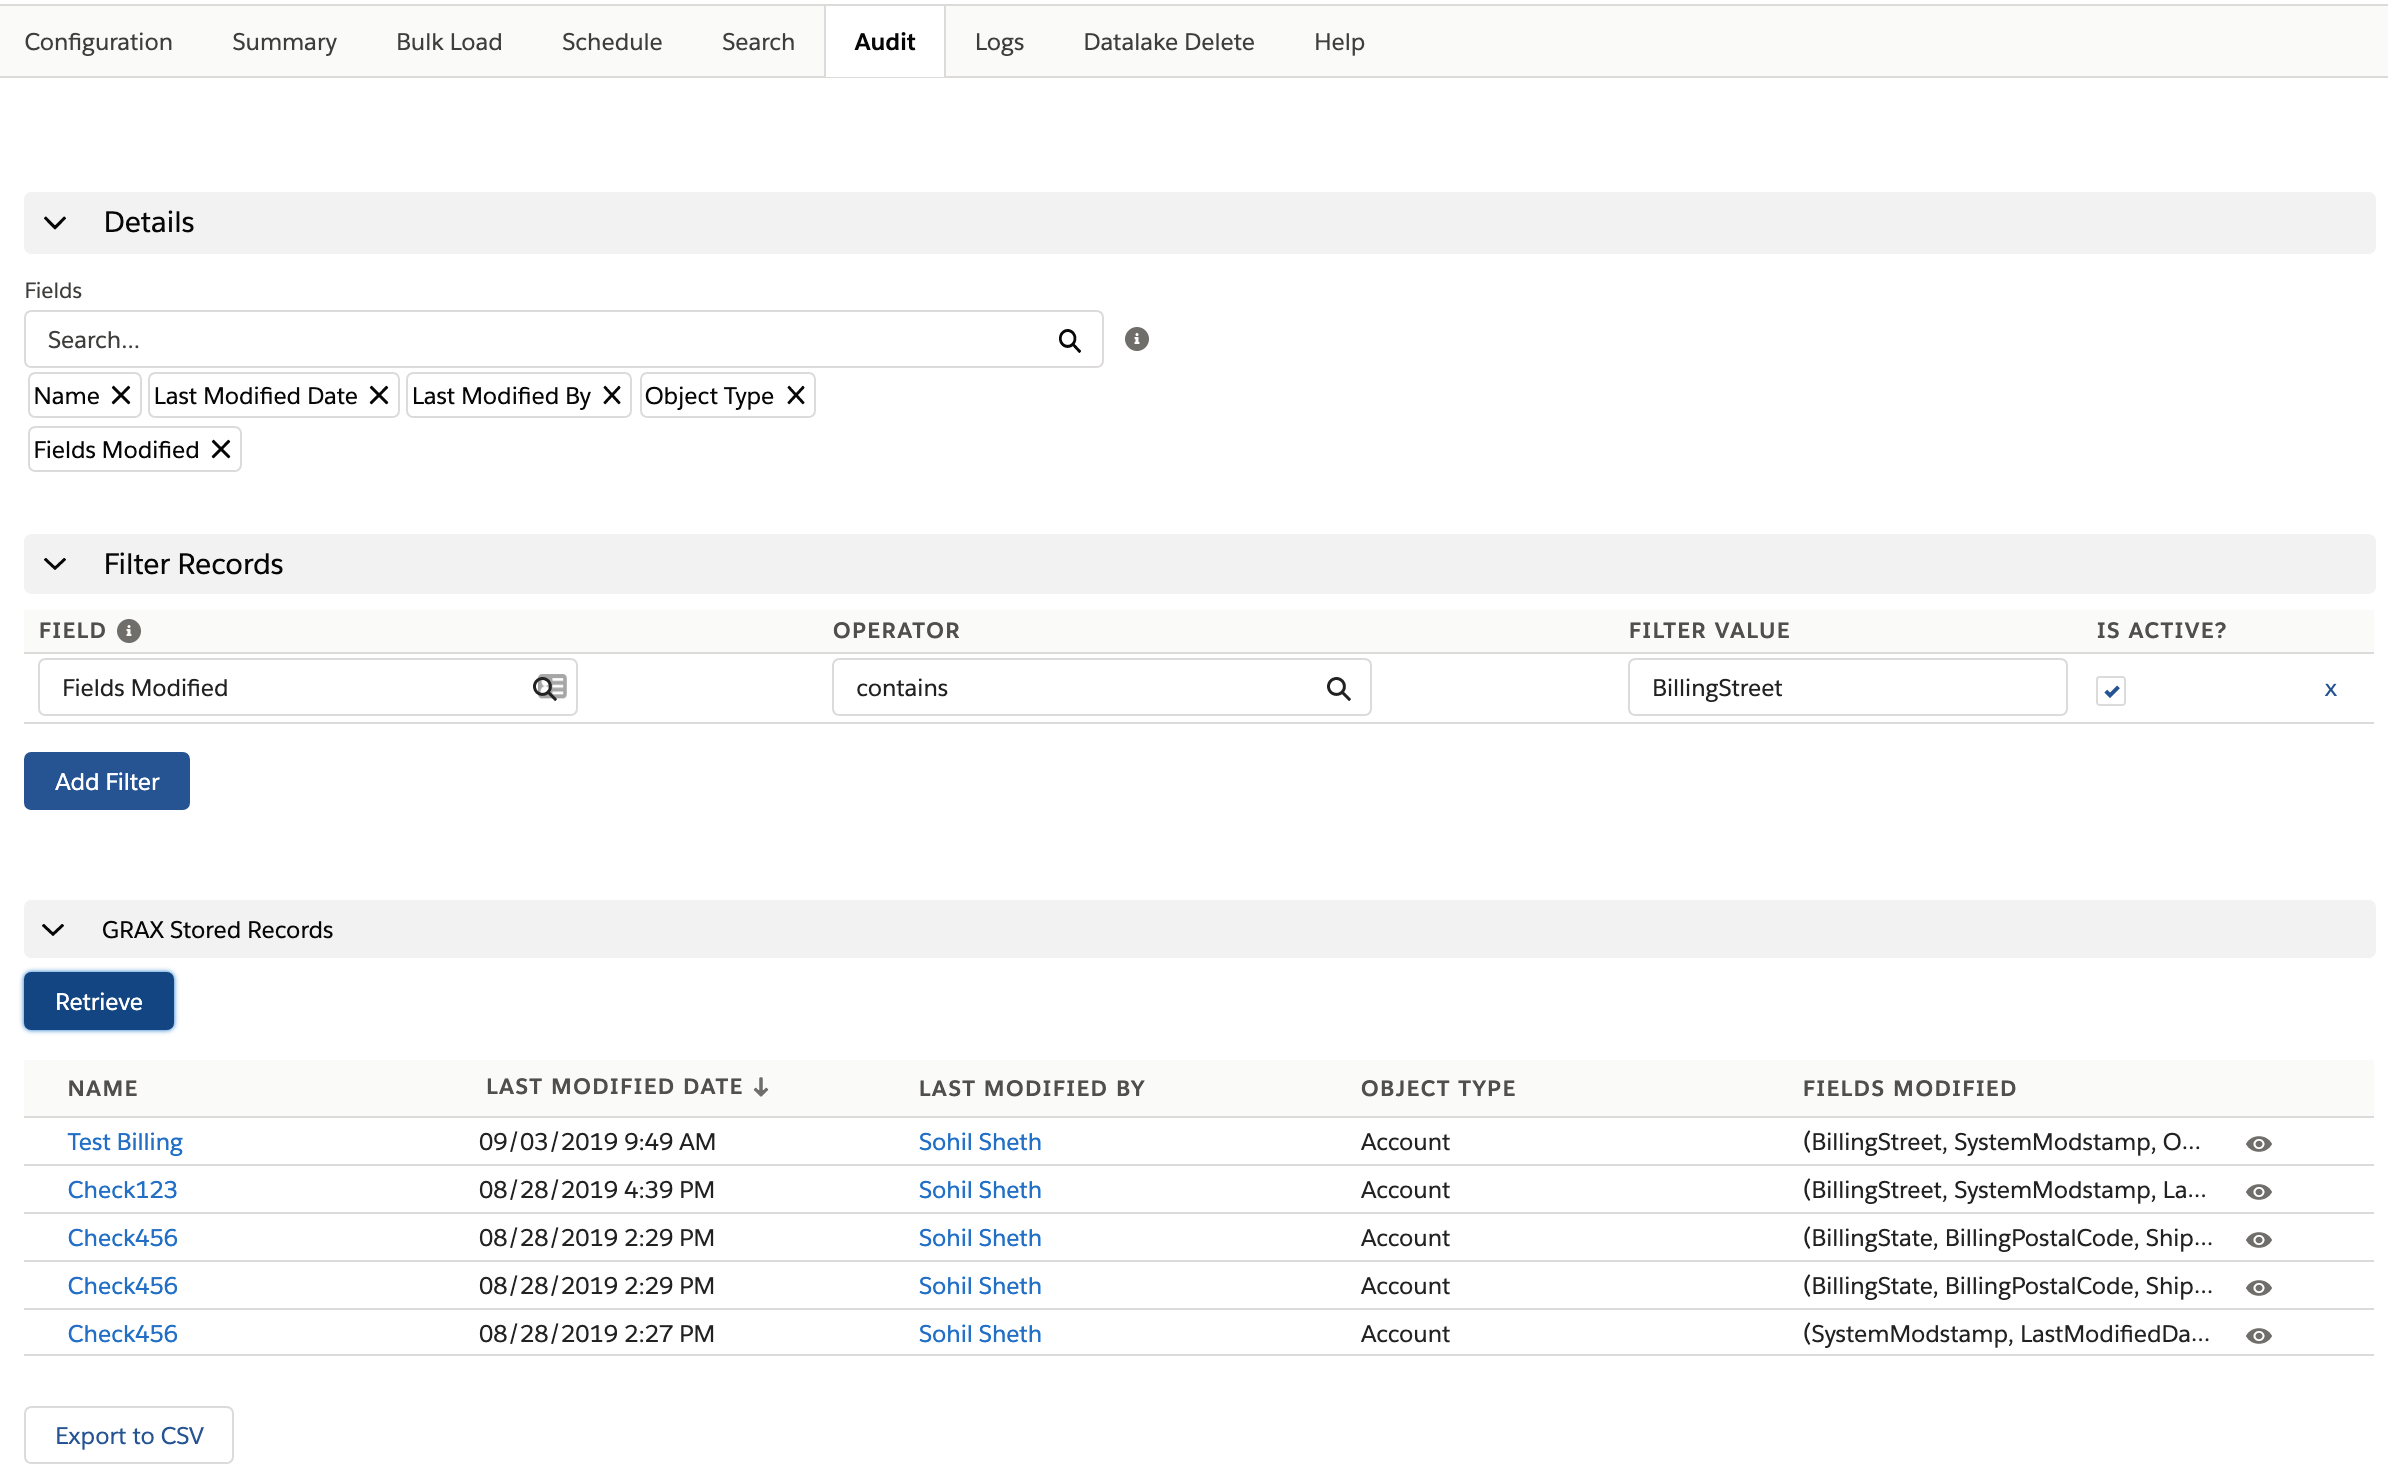 Configuration Summary Bulk Load Schedule Search Audit Logs Datalake Delete Help
Details
Fields
Search...
Name Last Modified Date Last Modified By Object Type
Fields Modified
Filter Records
FIELD OPERATOR FILTER VALUE IS ACTIVE?
Fields Modified contains BillingStreet x
Add Filter
GRAX Stored Records
Retrieve
NAME LAST MODIFIED DATE LAST MODIFIED BY OBJECT TYPE FIELDS MODIFIED
Test Billing 09/03/2019 9:49 AM Sohil Sheth Account (BillingStreet, SystemModstamp, O...
Check123 08/28/2019 4:39 PM Sohil Sheth Account (BillingStreet, SystemModstamp, La...
Check456 08/28/2019 2:29 PM Sohil Sheth Account (BillingState, BillingPostalCode, Ship...
Check456 08/28/2019 2:29 PM Sohil Sheth Account (BillingState, BillingPostalCode, Ship...
Check456 08/28/2019 2:27 PM Sohil Sheth Account (SystemModstamp, LastModifiedDa...
Export to CSV